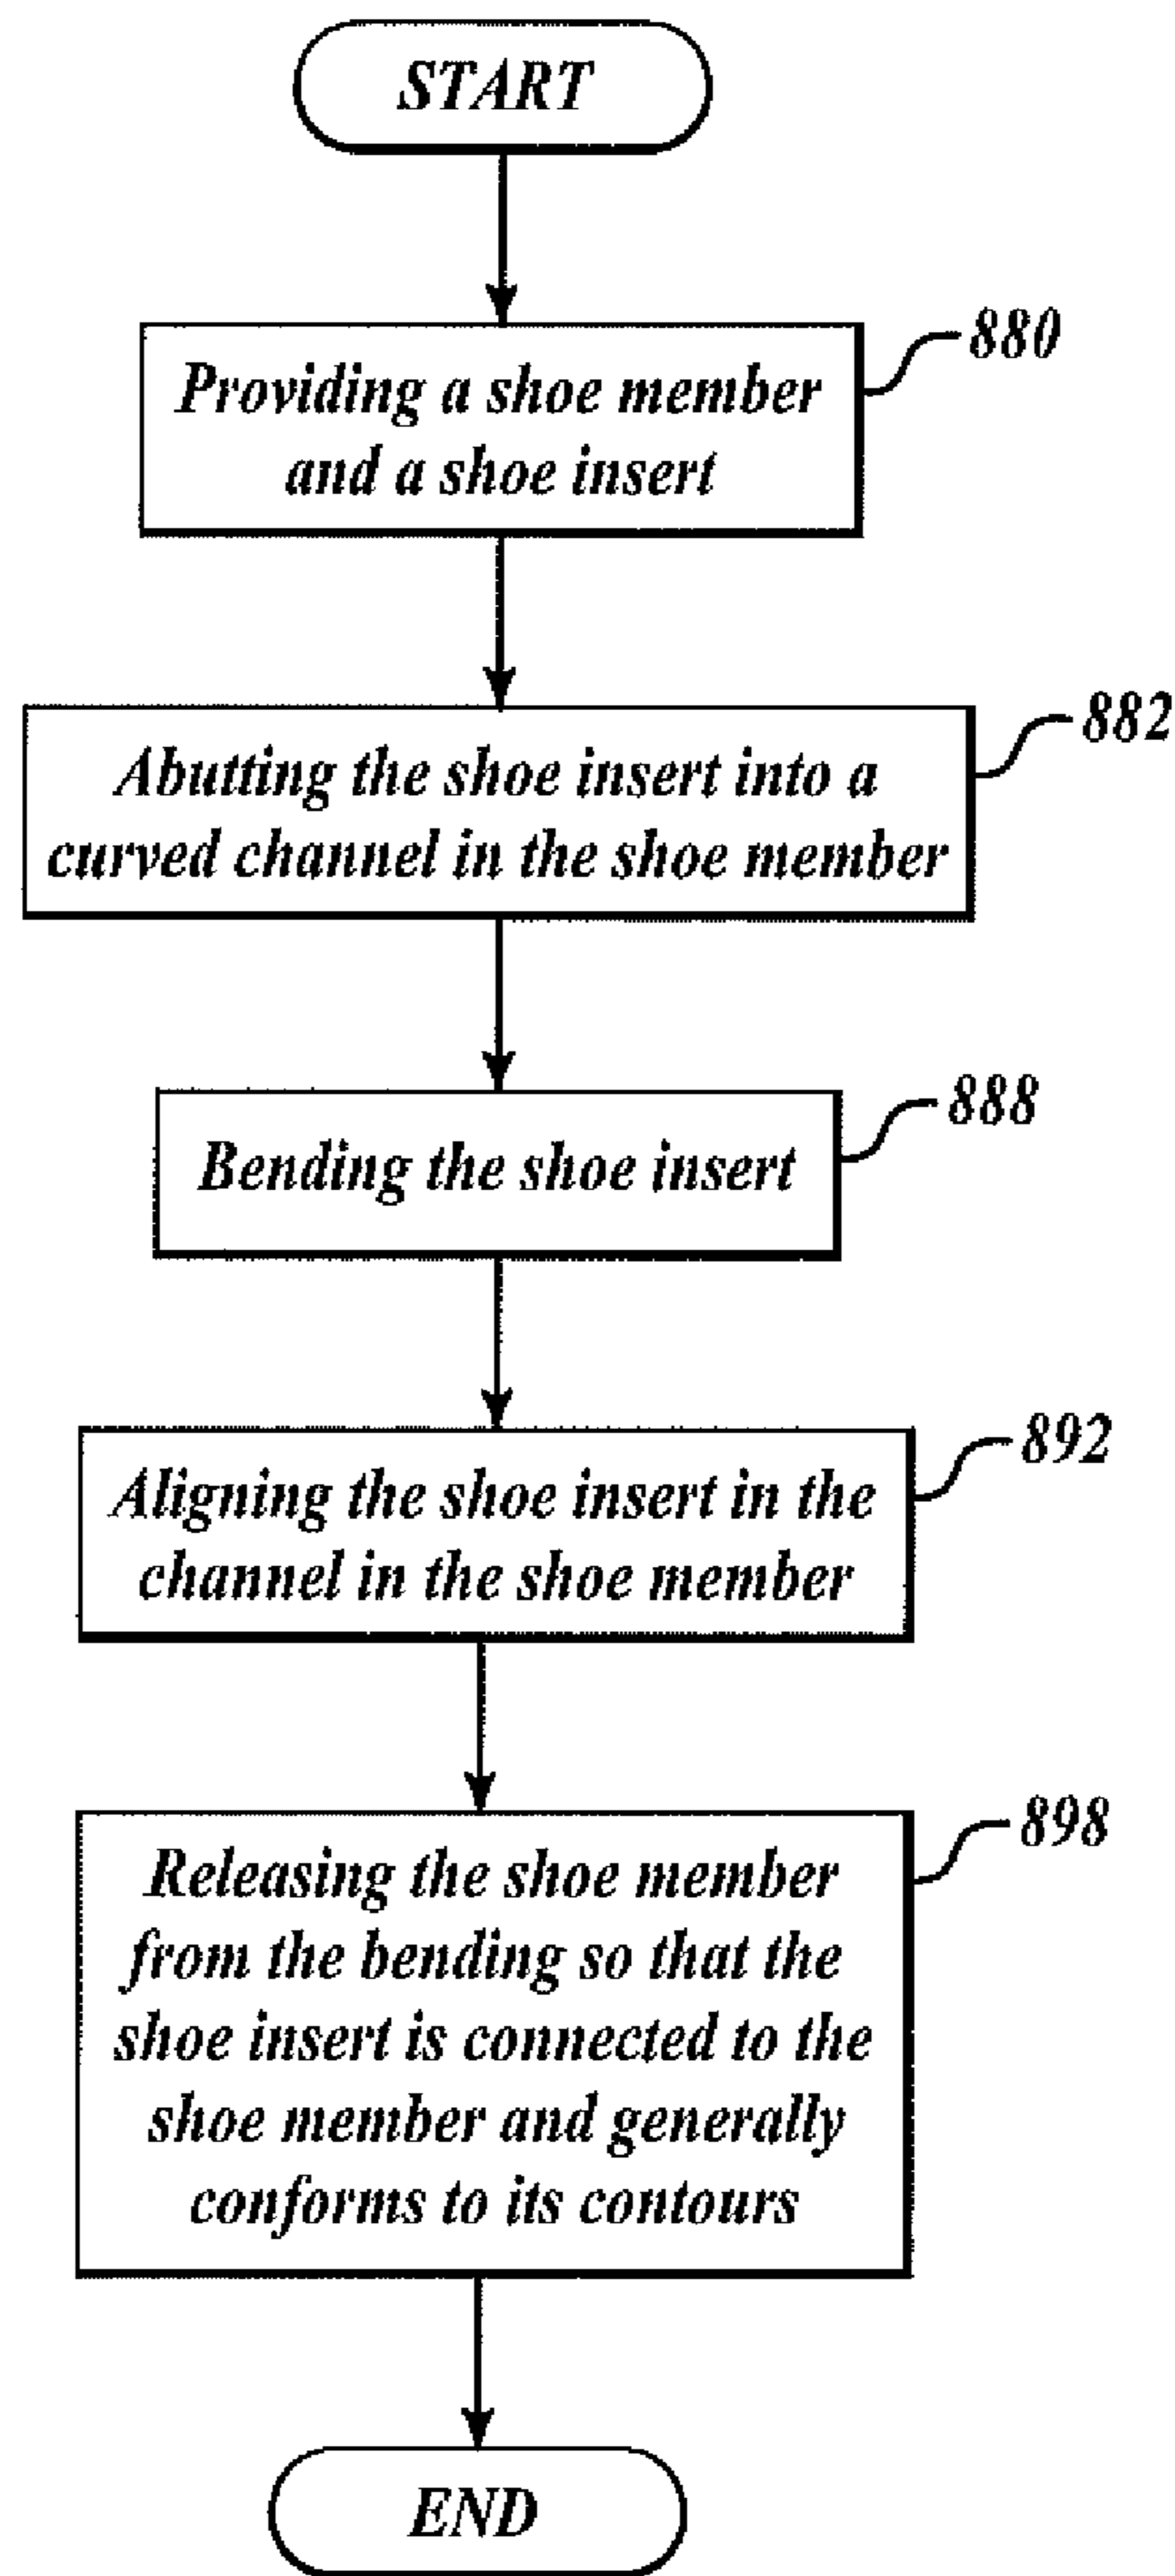 START
880
Providing a shoe member
and a shoe insert
882
Abutting the shoe insert into a
curved channel in the shoe member
888
Bending the shoe insert
892
Aligning the shoe insert in the
channel in the shoe member
898
Releasing the shoe member
from the bending so that the
shoe insert is connected to the
shoe member and generally
conforms to its contours
END